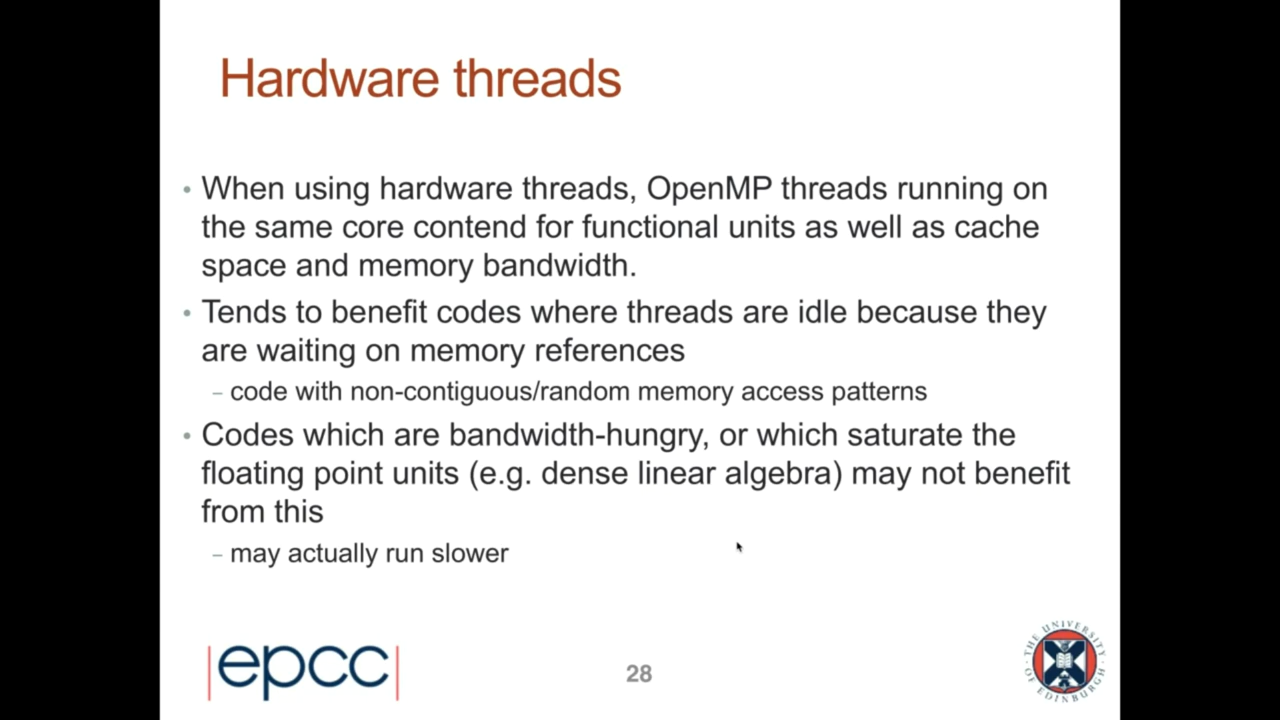 Hardware threads
• When using hardware threads, OpenMP threads running on
the same core contend for functional units as well as cache
space and memory bandwidth.
• Tends to benefit codes where threads are idle because they
are waiting on memory references
– code with non-contiguous/random memory access patterns
• Codes which are bandwidth-hungry, or which saturate the
floating point units (e.g. dense linear algebra) may not benefit
from this
– may actually run slower
|epcc|
28
THE UNIVERSITY
OF EDINBURGH